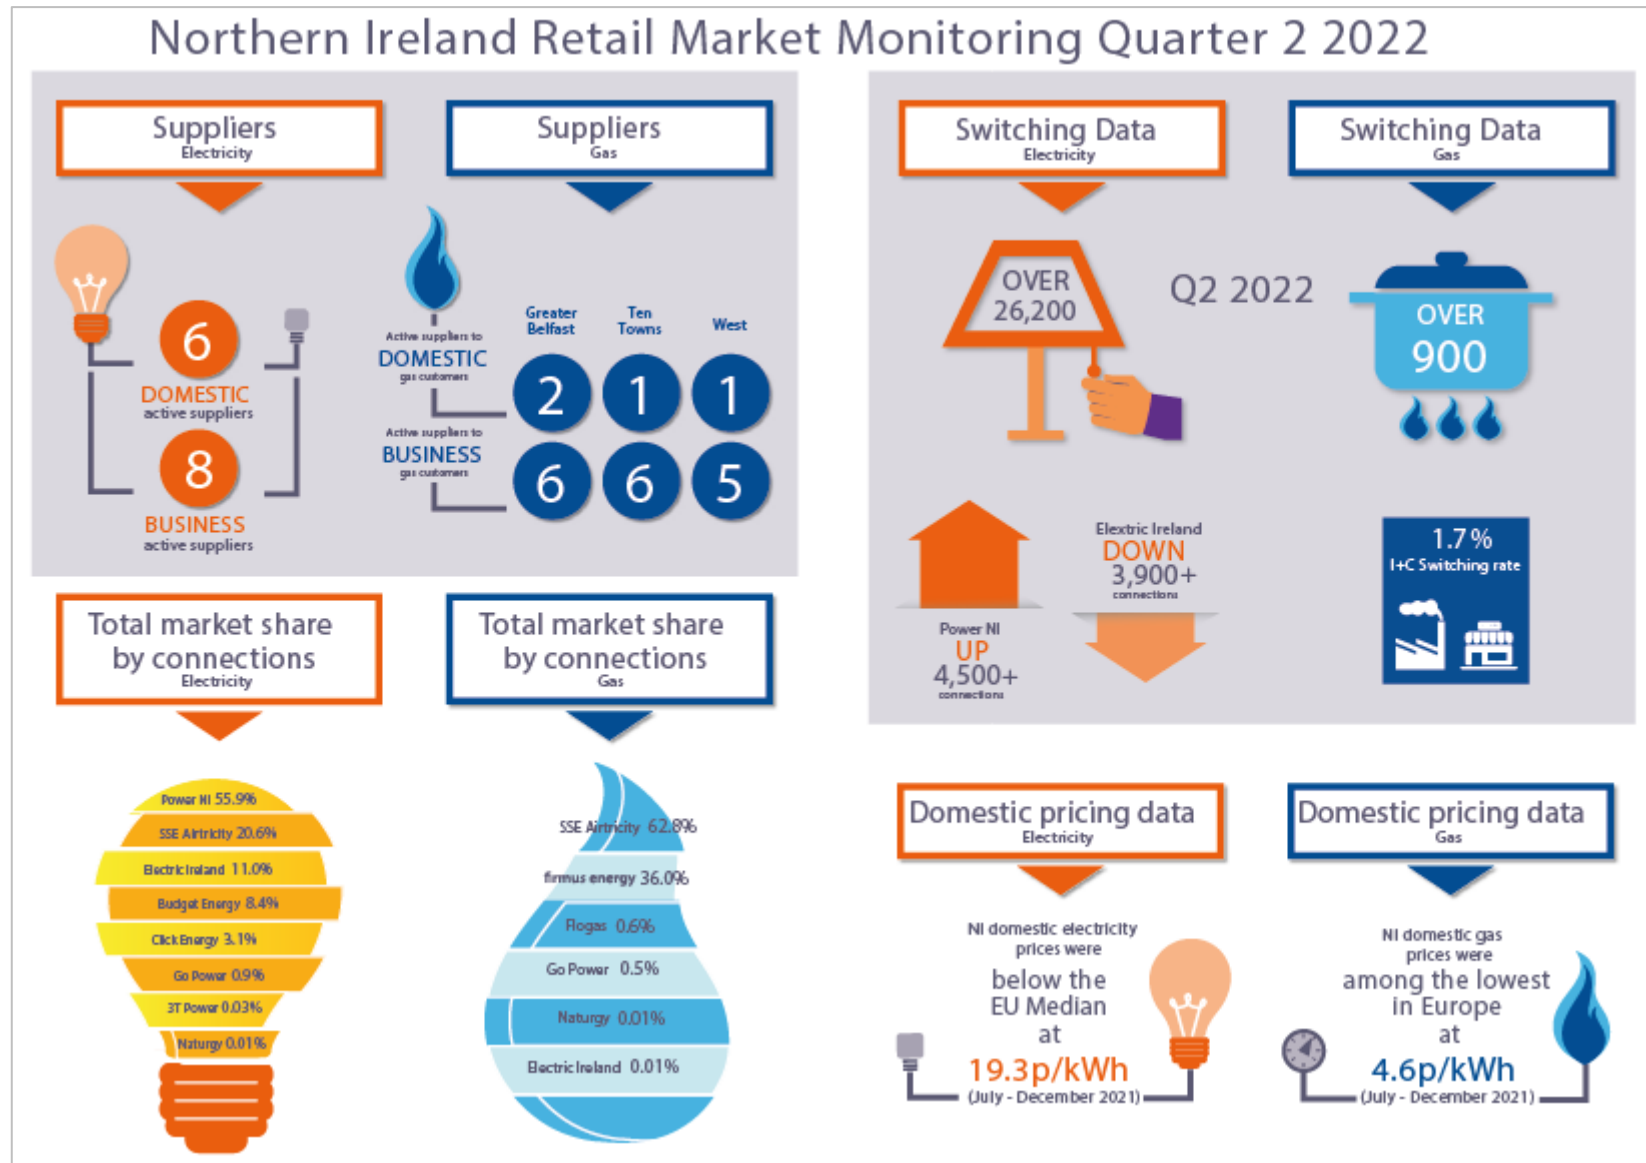 Northern Ireland Retail Market Monitoring Quarter 2 2022
Suppliers
Electricity
6
DOMESTIC
active suppliers
8
BUSINESS
active suppliers
Suppliers
Gas
Greater
Belfast
Ten
Towns
West
Active suppliers to
DOMESTIC
gas customers
2 1 1
Active suppliers to
BUSINESS
gas customers
6 6 5
Switching Data
Electricity
Switching Data
Gas
OVER
26,200
Q2 2022
OVER
900
Power NI
UP
4,500+
connections
Elextric Ireland
DOWN
3,900+
connections
1.7%
I+C Switching rate
Total market share
by connections
Electricity
Power NI 55.9%
SSE Airtricity 20.6%
Electric Ireland 11.0%
Budget Energy 8.4%
Click Energy 3.1%
Go Power 0.9%
3T Power 0.03%
Naturgy 0.01%
Total market share
by connections
Gas
SSE Airtricity 62.8%
firmus energy 36.0%
Flogas 0.6%
Go Power 0.5%
Naturgy 0.01%
Electric Ireland 0.01%
Domestic pricing data
Electricity
NI domestic electricity
prices were
below the
EU Median
at
19.3p/kWh
(July - December 2021)
Domestic pricing data
Gas
NI domestic gas
prices were
among the lowest
in Europe
at
4.6p/kWh
(July - December 2021)